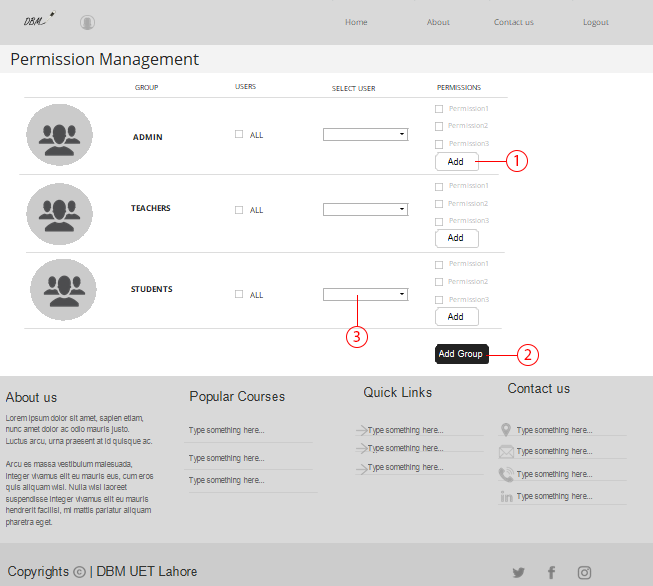 DBM
Home About Contact us Logout
Permission Management
GROUP USERS SELECT USER PERMISSIONS
Permission1
Permission2
ADMIN ALL
Permission3
Add 1
Permission1
TEACHERS ALL Permission2
Permission3
Add
Permission1
Permission2
STUDENTS ALL
Permission3
Add
3
Add Group 2
About us
Lorem ipsum dolor sit amet, sapien etiam,
nunc amet dolor ac odio mauris justo.
Luctus arcu, urna praesent at id quisque ac.
Arcu es massa vestibulum malesuada,
integer vivamus elit eu mauris eus, cum eros
quis aliquam wisi. Nulla wisi laoreet
suspendisse integer vivamus elit eu mauris
hendrerit facilisi, mi mattis pariatur aliquam
pharetra eget.
Popular Courses
Type something here...
Type something here...
Type something here...
Quick Links
Type something here...
Type something here...
Type something here...
Contact us
Type something here...
Type something here...
Type something here...
Type something here...
Copyrights © | DBM UET Lahore